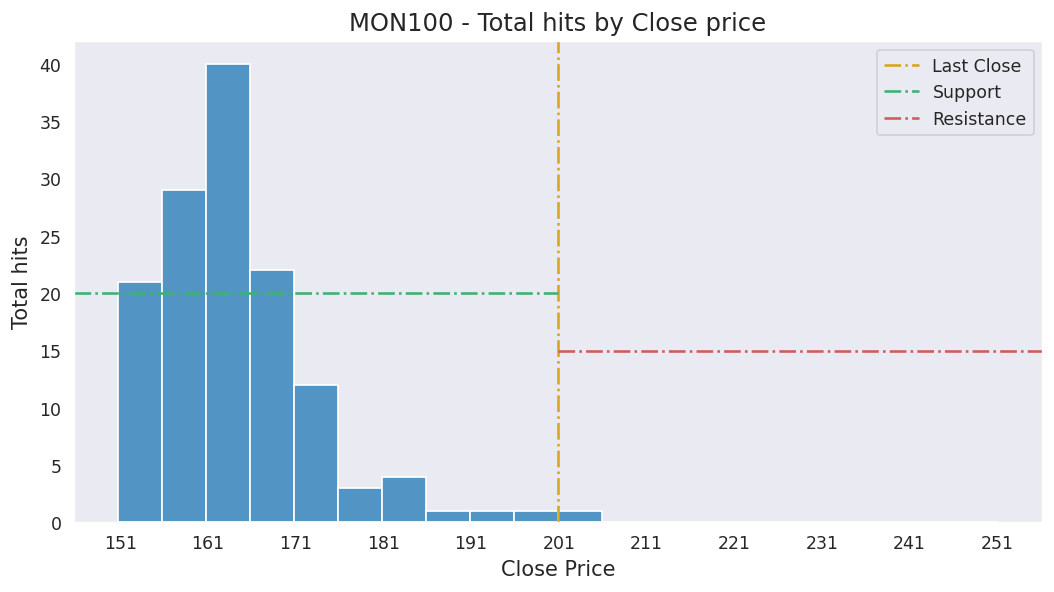 MON100 - Total hits by Close price
Last Close
Support
Resistance
Total hits
40
35
30
25
20
15
10
5
0
151 161 171 181 191 201 211 221 231 241 251
Close Price